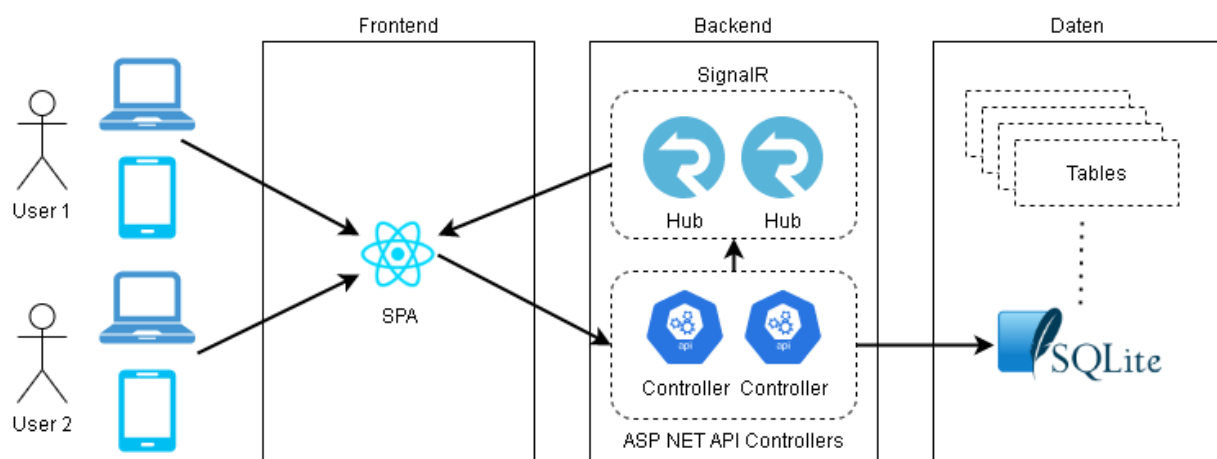 Frontend
Backend
Daten
SignalR
User 1
Hub
Hub
Tables
SPA
User 2
api
api
Controller
Controller
SQLite
ASP NET API Controllers